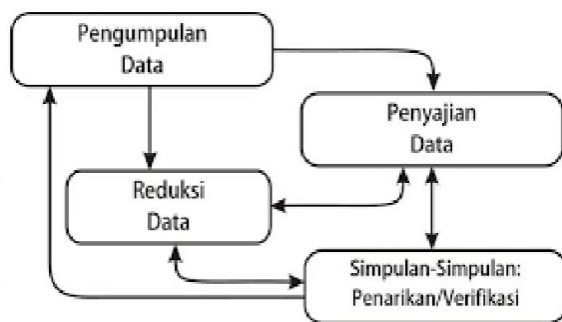 Pengumpulan
Data
Penyajian
Data
Reduksi
Data
Simpulan-Simpulan:
Penarikan/Verifikasi